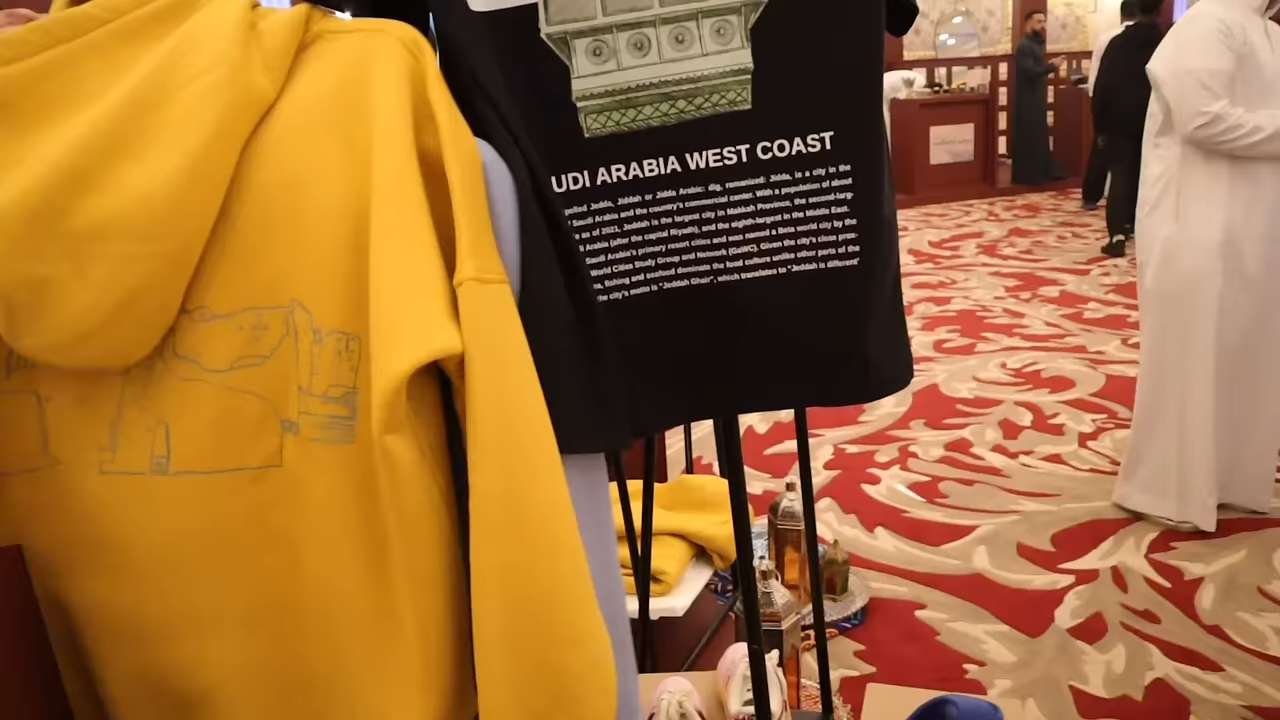 UDI ARABIA WEST COAST
pelled Jedda, Jiddah or Jidda Arabic: dig, romanized: Jidda, is a city in the
Saudi Arabia and the country's commercial center. With a population of about
as of 2021, Jeddah is the largest city in Makkah Province, the second-larg-
i Arabia (after the capital Riyadh), and the eighth-largest in the Middle East.
Saudi Arabia's primary resort cities and was named a Beta world city by the
World Cities Study Group and Network (GaWC). Given the city's close prox-
ea, fishing and seafood dominate the food culture unlike other parts of the
the city's motto is "Jeddah Ghair", which translates to "Jeddah is different"